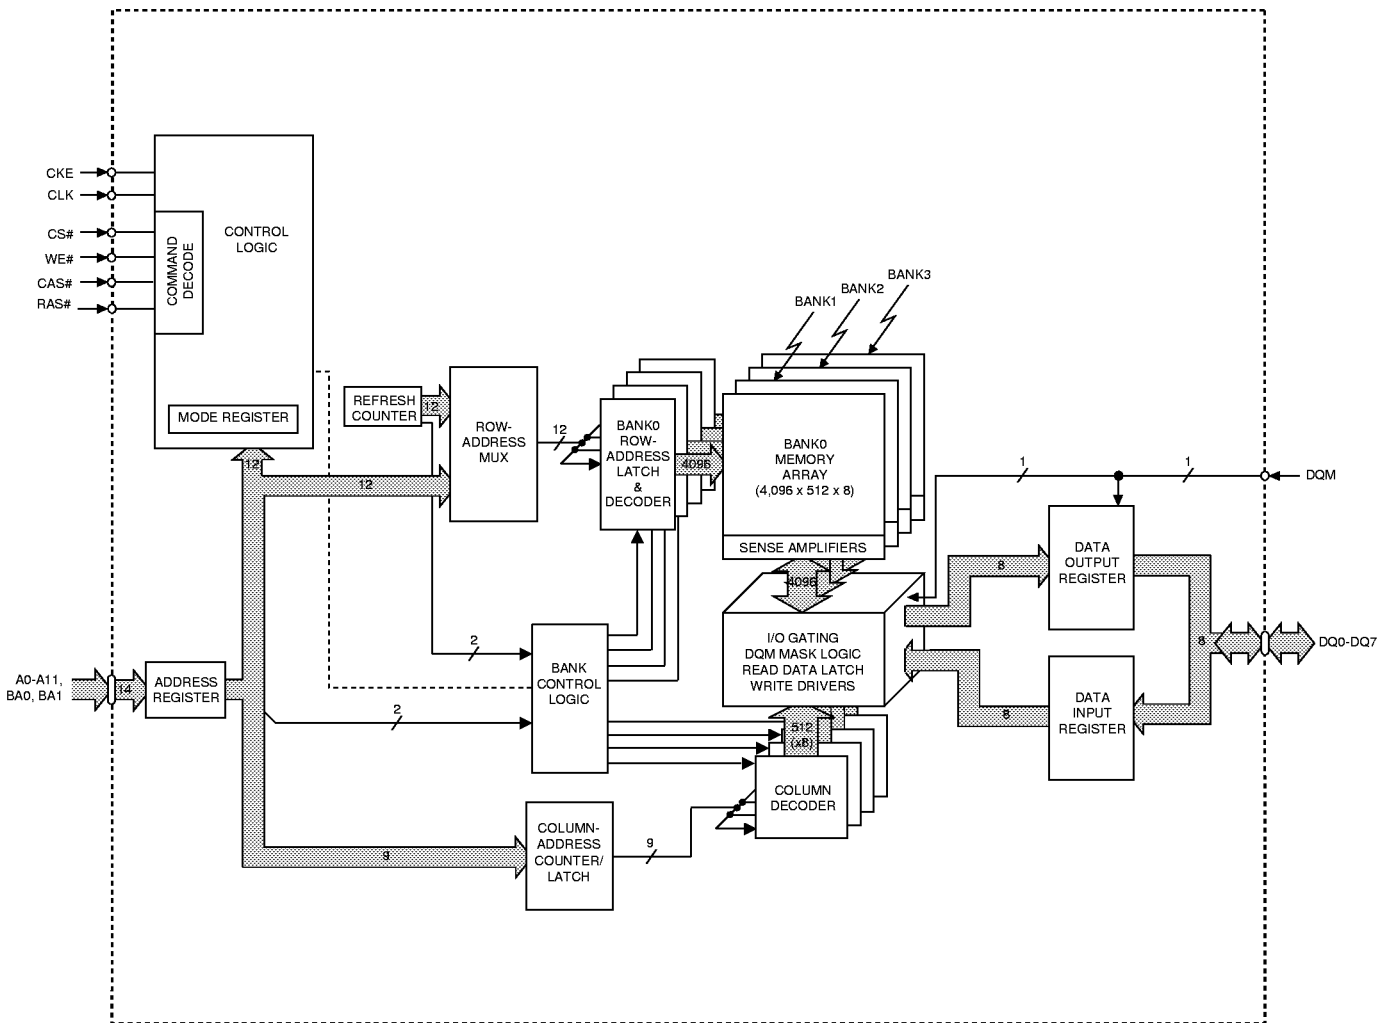 CKE
CLK
CS#
WE#
CAS#
RAS#
COMMAND
DECODE
CONTROL
LOGIC
MODE REGISTER
12
REFRESH
COUNTER
12
12
ROW-
ADDRESS
MUX
12
BANK0
ROW-
ADDRESS
LATCH
&
DECODER
4096
BANK1
BANK2
BANK3
BANK0
MEMORY
ARRAY
(4,096 x 512 x 8)
SENSE AMPLIFIERS
4096
I/O GATING
DQM MASK LOGIC
READ DATA LATCH
WRITE DRIVERS
1
1
DQM
DATA
OUTPUT
REGISTER
8
8
DQ0-DQ7
DATA
INPUT
REGISTER
8
A0-A11,
BA0, BA1
14
ADDRESS
REGISTER
2
2
BANK
CONTROL
LOGIC
512
(x8)
COLUMN
DECODER
9
COLUMN-
ADDRESS
COUNTER/
LATCH
9